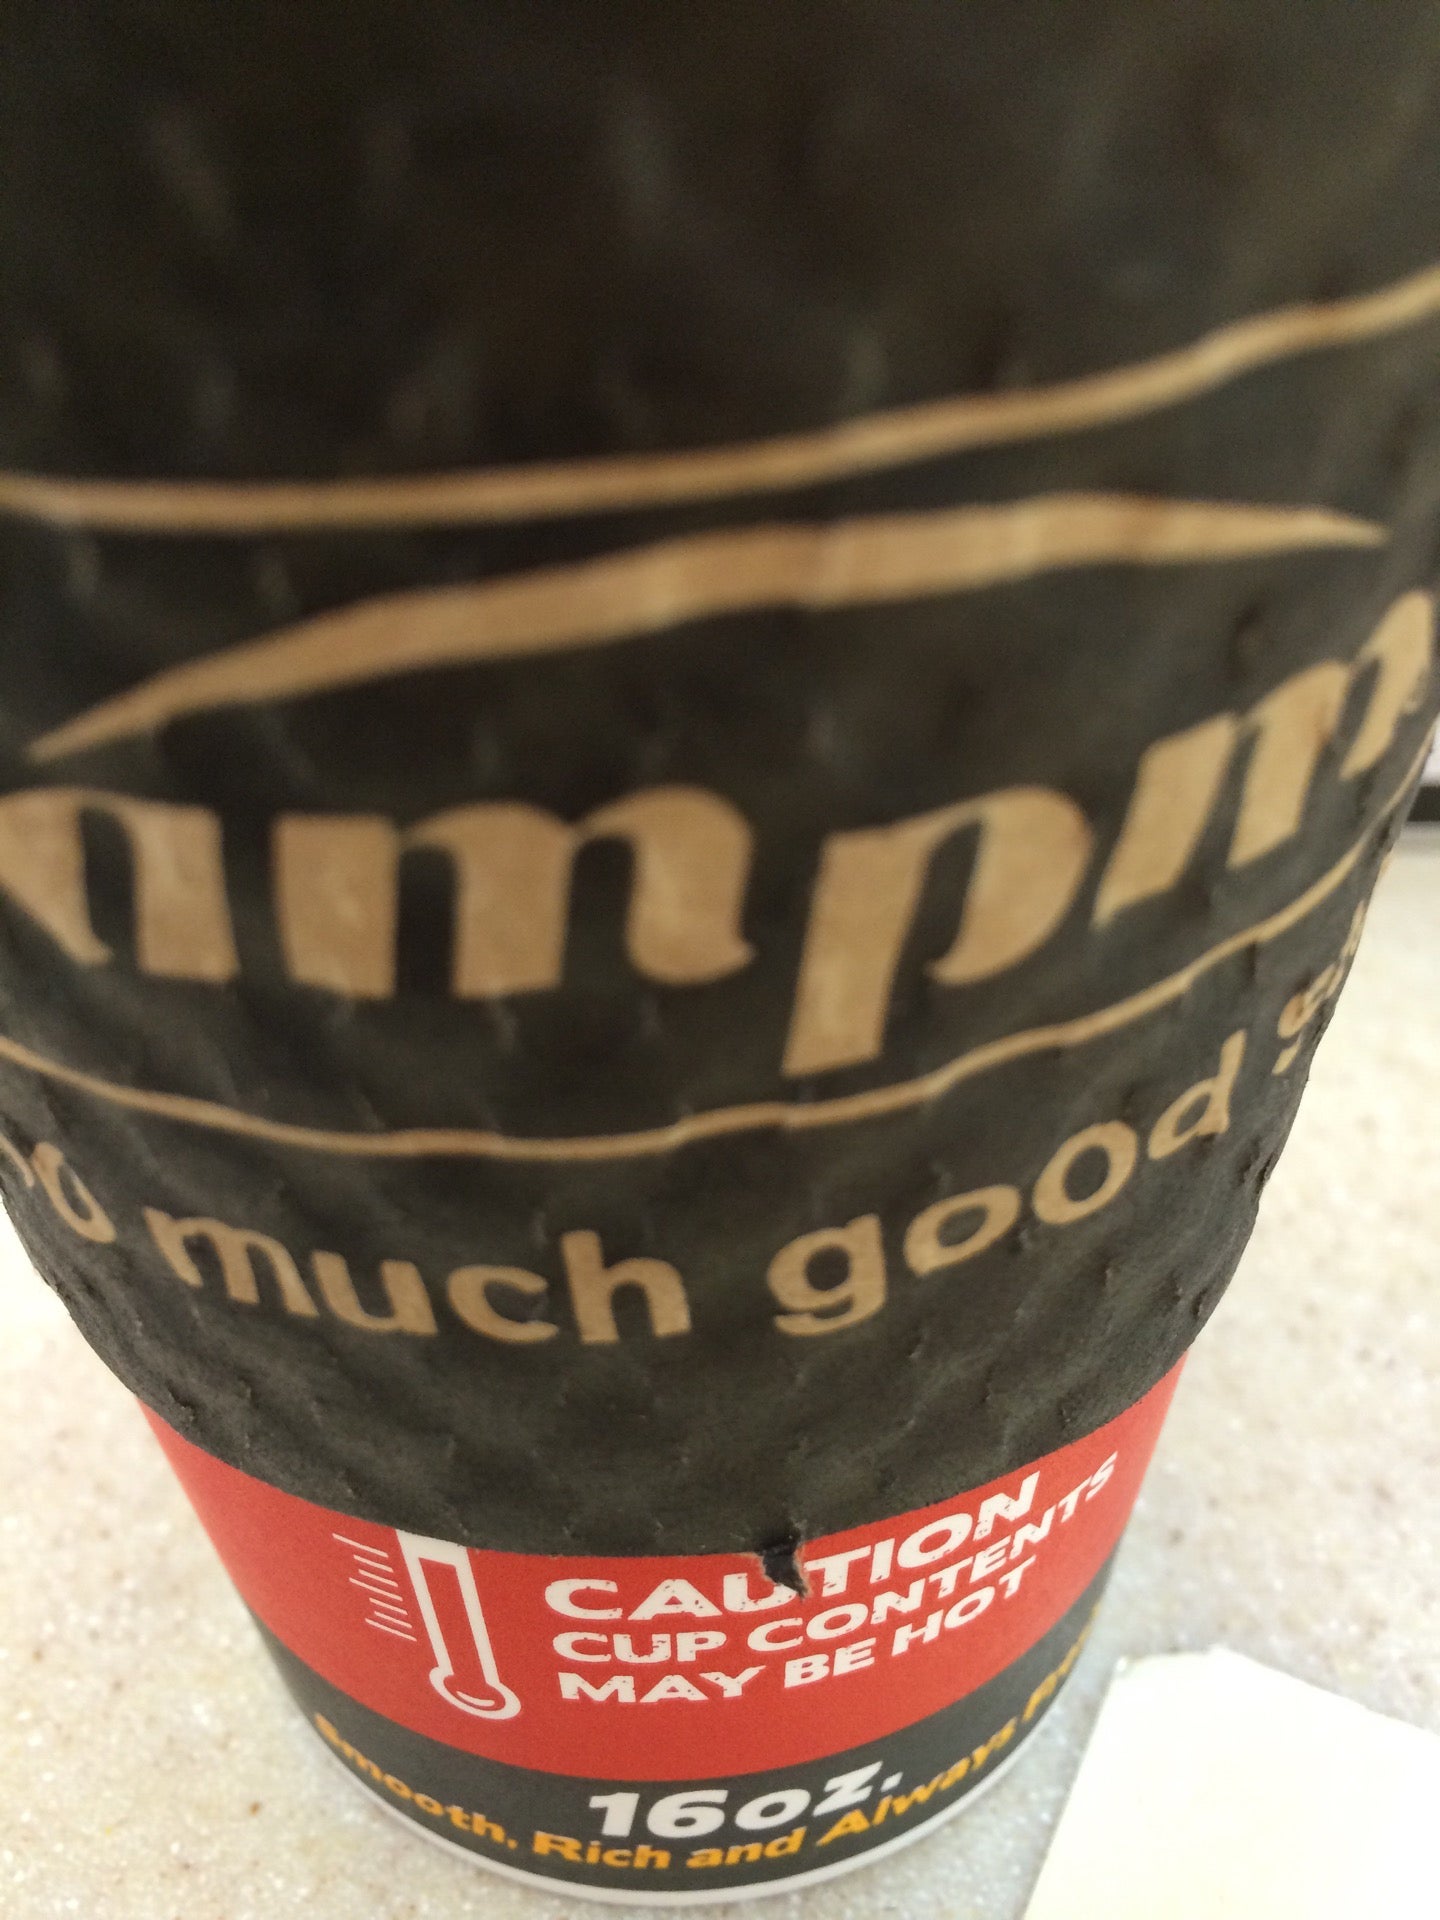 ampm
much good
CAUTION
CUP CONTENTS
MAY BE HOT
16oz.
Smooth, Rich and Always